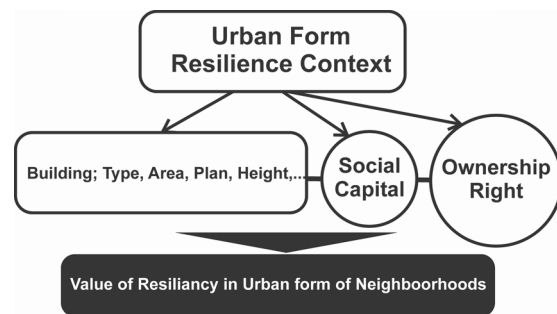 Urban Form
Resilience Context
Building; Type, Area, Plan, Height,...
Social
Capital
Ownership
Right
Value of Resiliancy in Urban form of Neighboorhoods